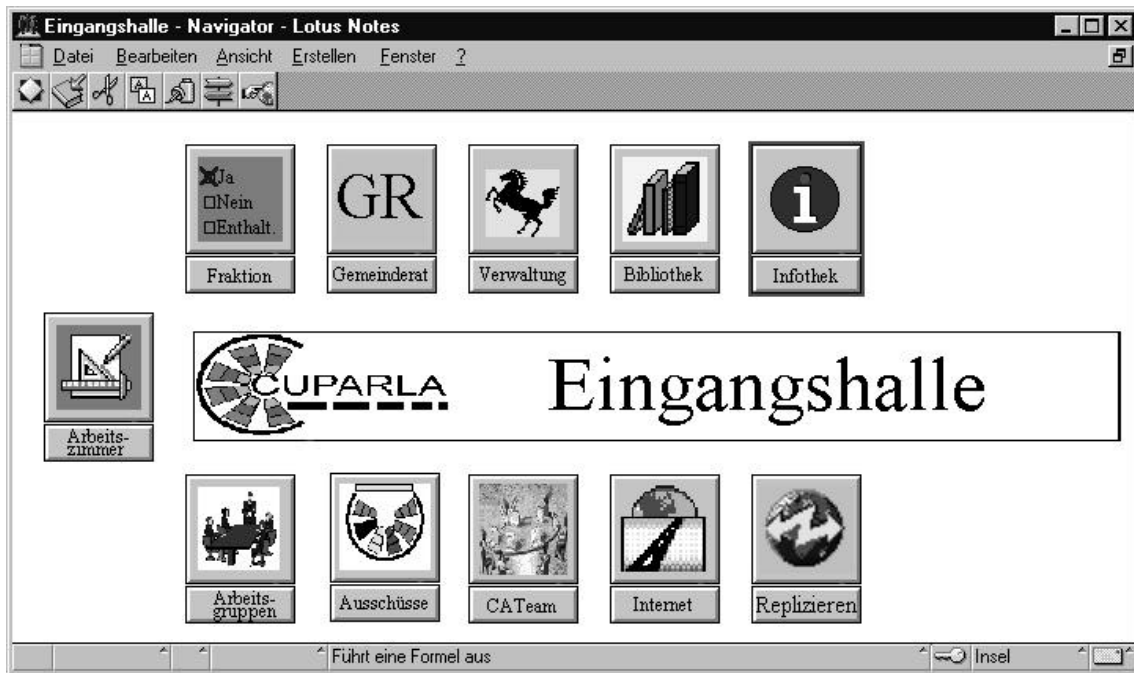 Eingangshalle - Navigator - Lotus Notes
Datei Bearbeiten Ansicht Erstellen Fenster ?
A
A
Ja
Nein
Enthalt.
GR
i
Fraktion Gemeinderat Verwaltung Bibliothek Infothek
CUPARLA Eingangshalle
Arbeits-
zimmer
Arbeits-
gruppen
Ausschüsse CATeam Internet Replizieren
Führt eine Formel aus Insel